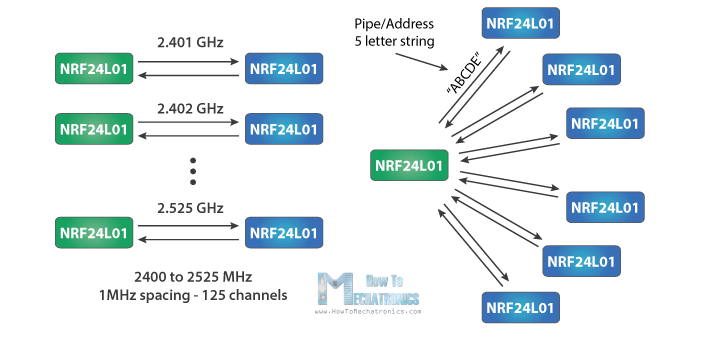 2.401 GHz
NRF24L01 NRF24L01
2.402 GHz
NRF24L01 NRF24L01
2.525 GHz
NRF24L01 NRF24L01
2400 to 2525 MHz
1MHz spacing - 125 channels
Pipe/Address
5 letter string
"ABCDE"
NRF24L01
NRF24L01
NRF24L01
NRF24L01
NRF24L01
NRF24L01
NRF24L01
How To
Mechatronics
www.HowToMechatronics.com